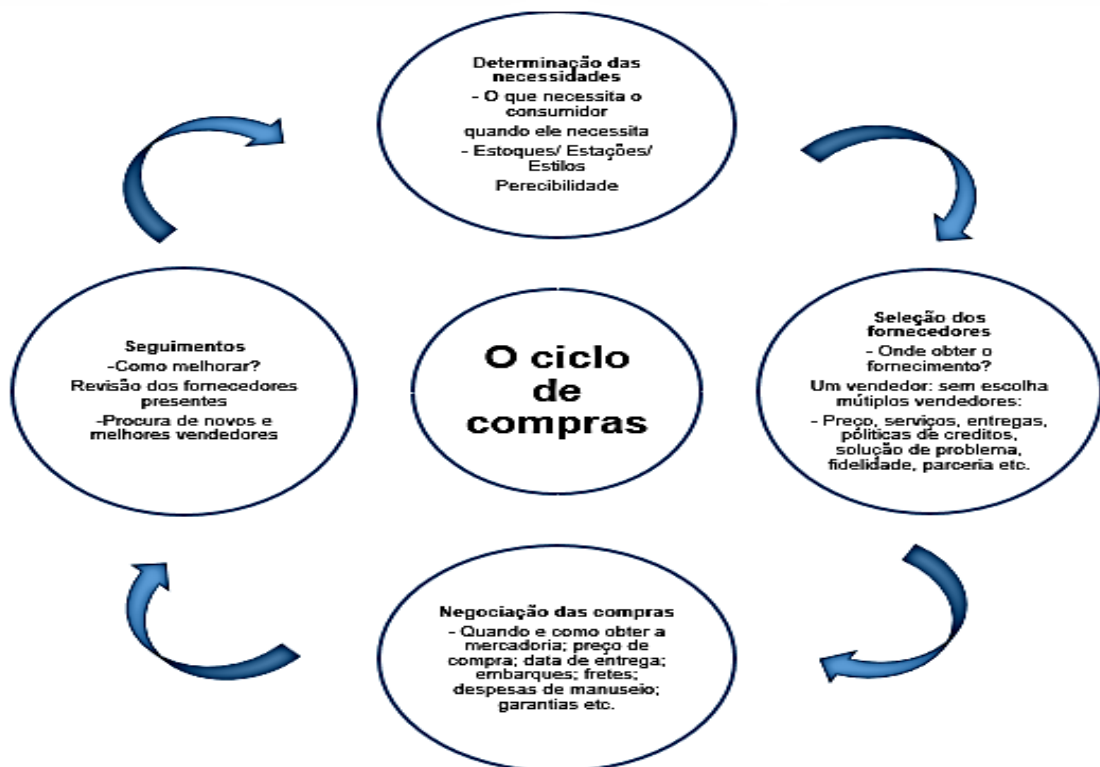 Determinação das
necessidades
- O que necessita o
consumidor
quando ele necessita
- Estoques/ Estações/
Estilos
Perecibilidade
Seleção dos
fornecedores
- Onde obter o
fornecimento?
Um vendedor: sem escolha
mútiplos vendedores:
- Preço, serviços, entregas,
póliticas de creditos,
solução de problema,
fidelidade, parceria etc.
Negociação das compras
- Quando e como obter a
mercadoria; preço de
compra; data de entrega;
embarques; fretes;
despesas de manuseio;
garantias etc.
Seguimentos
-Como melhorar?
Revisão dos fornecedores
presentes
-Procura de novos e
melhores vendedores
O ciclo
de
compras